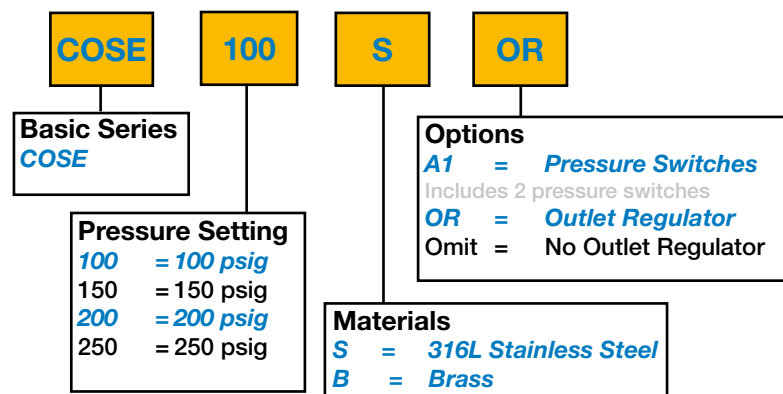 COSE 100 S OR
Basic Series
COSE
Pressure Setting
100 = 100 psig
150 = 150 psig
200 = 200 psig
250 = 250 psig
Materials
S = 316L Stainless Steel
B = Brass
Options
A1 = Pressure Switches
Includes 2 pressure switches
OR = Outlet Regulator
Omit = No Outlet Regulator